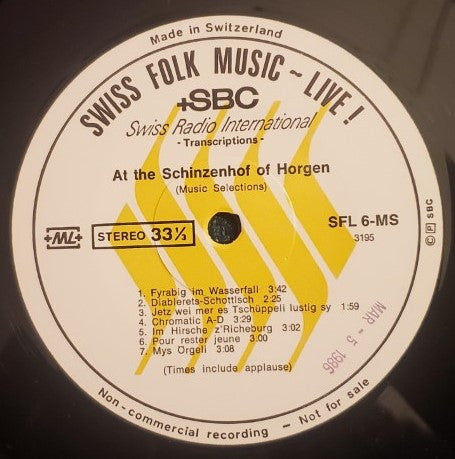 Made in Switzerland
SWISS FOLK MUSIC ~ LIVE!
+SBC
Swiss Radio International
- Transcriptions -
At the Schinzenhof of Horgen
(Music Selections)
+ML+
STEREO 33⅓
SFL 6-MS
3195
© Ⓟ SBC
1. Fyrabig im Wasserfall 3:42
2. Diablerets-Schottisch 2:25
3. Jetz wei mer es Tschüppeli lustig sy 1:59
4. Chromatic A-D 3:29
5. Im Hirsche z'Richeburg 3:02
6. Pour rester jeune 3:00
7. Mys Örgeli 3:08
(Times include applause)
MAR - 5 1986
Non-commercial recording - Not for sale